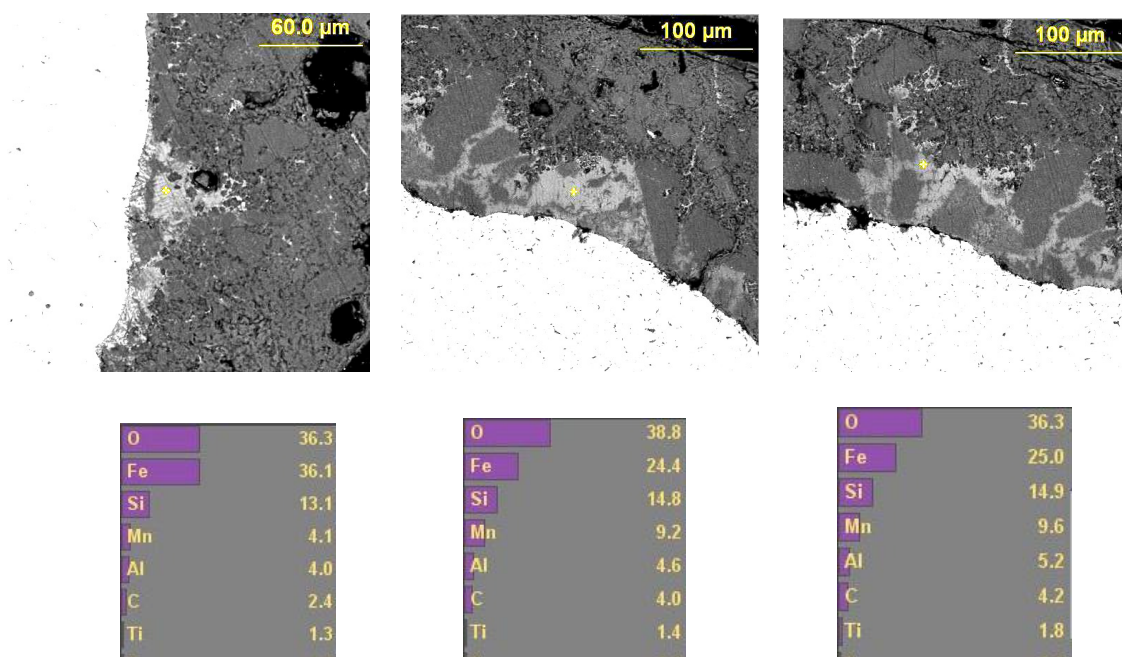 60.0 µm
100 µm
100 µm
O 36.3
Fe 36.1
Si 13.1
Mn 4.1
Al 4.0
C 2.4
Ti 1.3
O 38.8
Fe 24.4
Si 14.8
Mn 9.2
Al 4.6
C 4.0
Ti 1.4
O 36.3
Fe 25.0
Si 14.9
Mn 9.6
Al 5.2
C 4.2
Ti 1.8